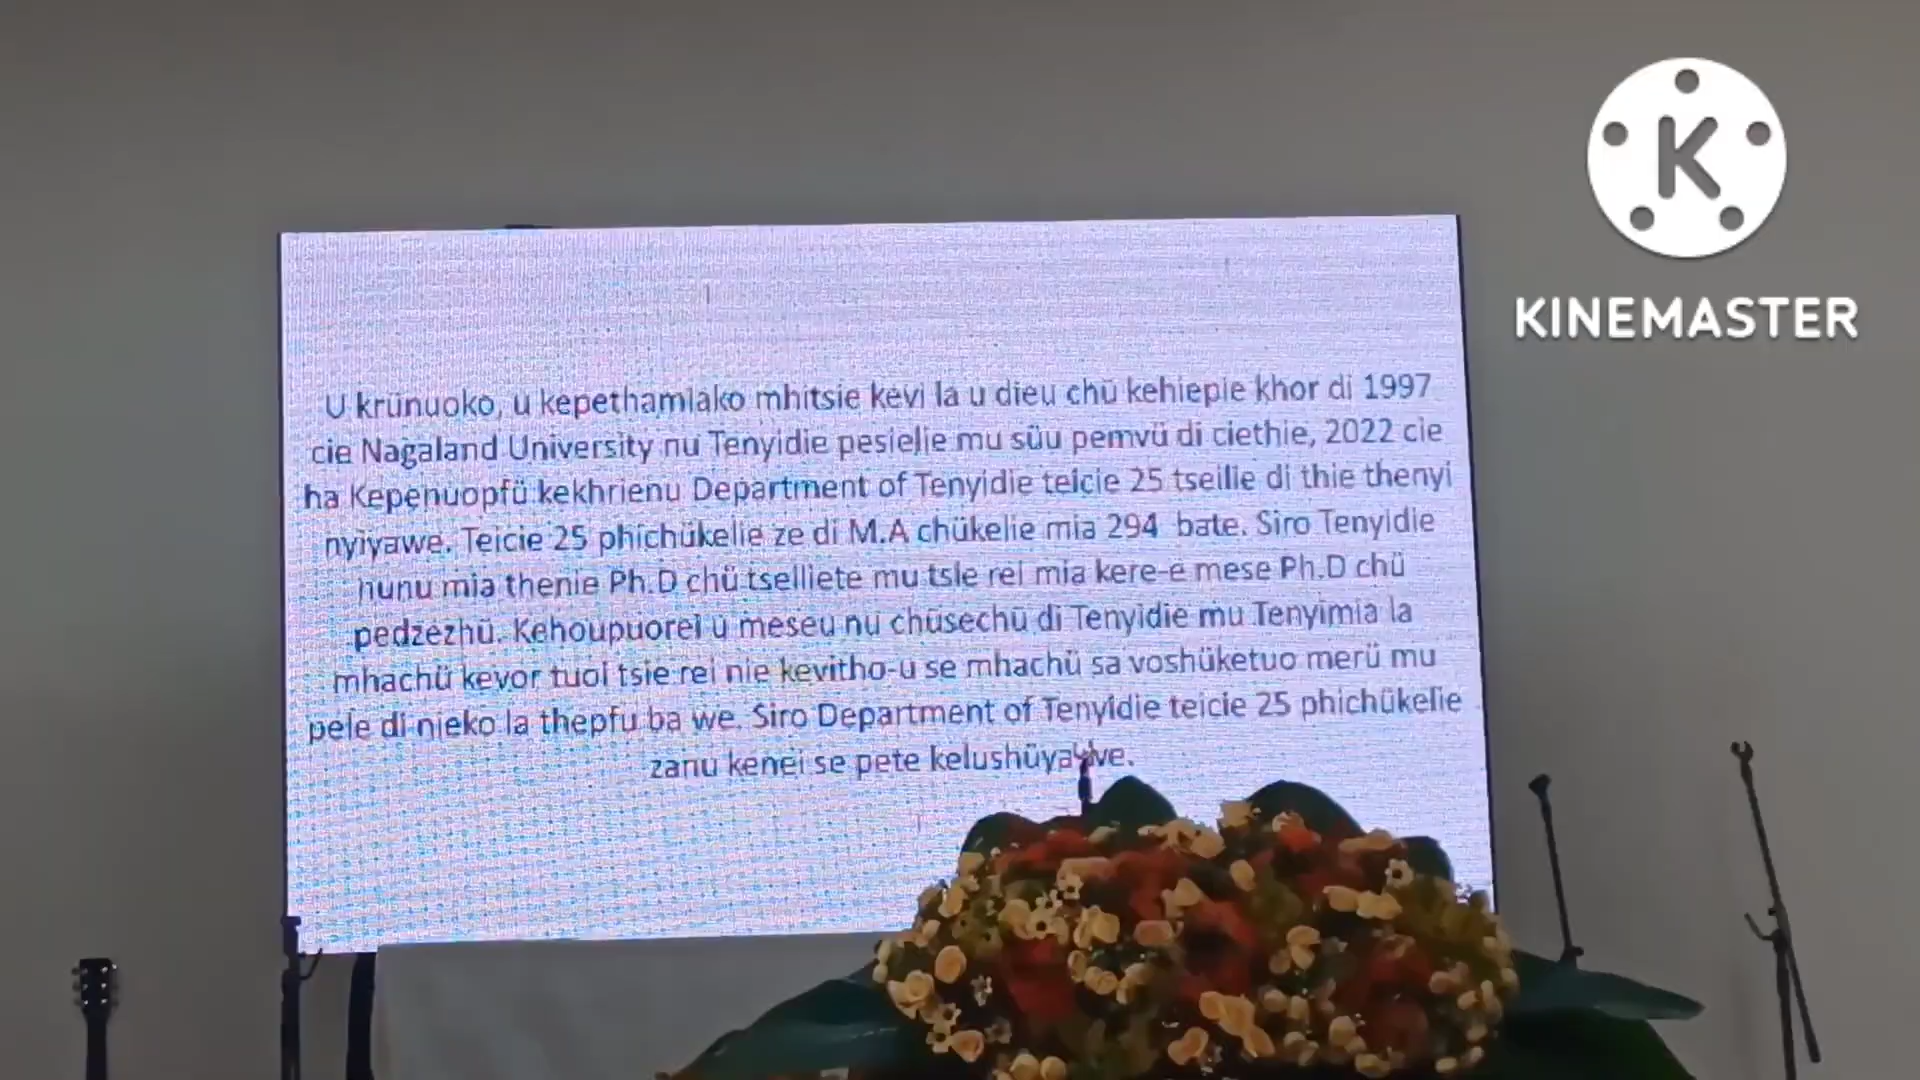 U krünuoko, u kepethamiako mhitsie kevi la u dieu chü kehiepie khor di 1997
cie Nagaland University nu Tenyidie pesielie mu süu pemvü di ciethie, 2022 cie
ha Kepenuopfü kekhrienu Department of Tenyidie teicie 25 tseilie di thie thenyi
nyiyawe. Teicie 25 phichükelie ze di M.A chükelie mia 294 bate. Siro Tenyidie
nunu mia thenie Ph.D chü tselliete mu tsie rei mia kere-e mese Ph.D chü
pedzezhü. Kehoupuorei u meseu nu chüsechü di Tenyidie mu Tenyimia la
mhachü kevor tuoi tsie rei nie kevitho-u se mhachü sa voshüketuo merü mu
pele di nieko la thepfu ba we. Siro Department of Tenyidie teicie 25 phichükelie
zanu kenei se pete kelushüyawe.
K
KINEMASTER